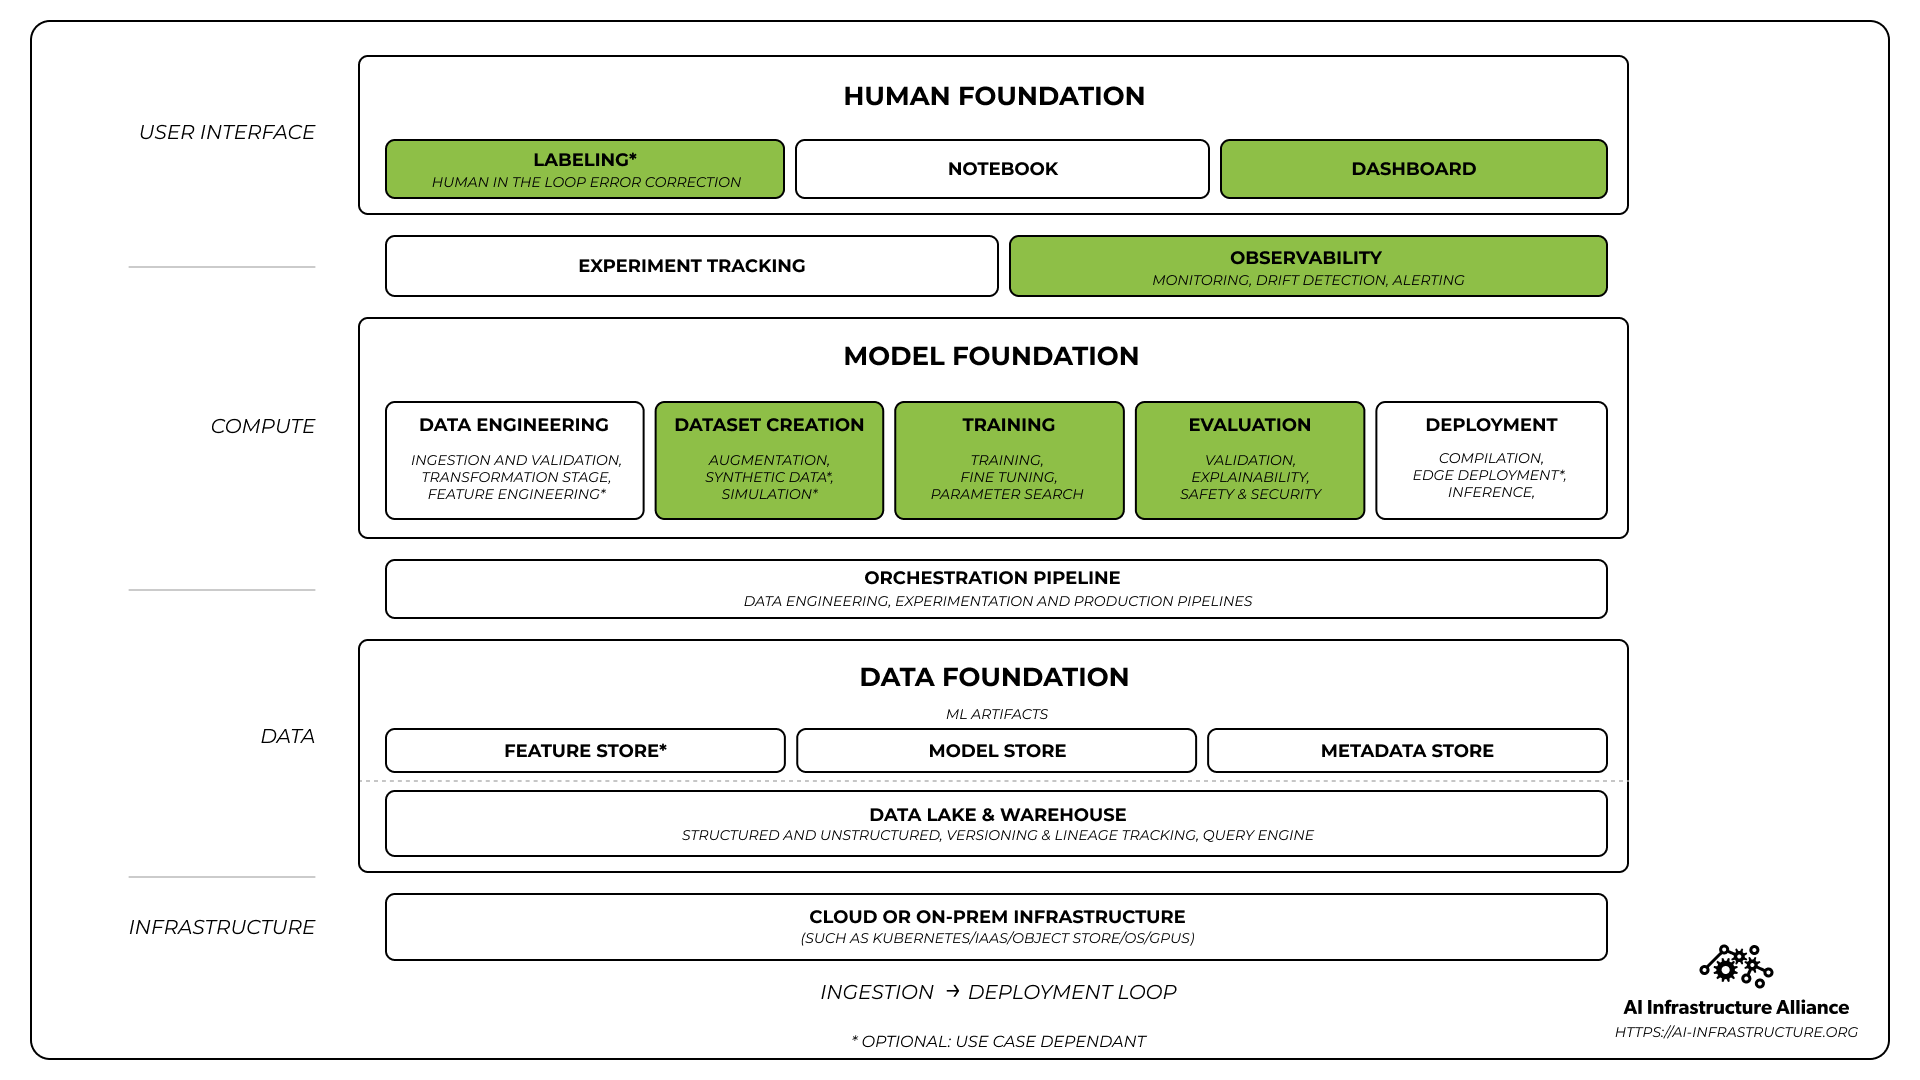 HUMAN FOUNDATION
USER INTERFACE
LABELING*
HUMAN IN THE LOOP ERROR CORRECTION
NOTEBOOK
DASHBOARD
EXPERIMENT TRACKING
OBSERVABILITY
MONITORING, DRIFT DETECTION, ALERTING
MODEL FOUNDATION
COMPUTE
DATA ENGINEERING
INGESTION AND VALIDATION,
TRANSFORMATION STAGE,
FEATURE ENGINEERING*
DATASET CREATION
AUGMENTATION,
SYNTHETIC DATA*,
SIMULATION*
TRAINING
TRAINING,
FINE TUNING,
PARAMETER SEARCH
EVALUATION
VALIDATION,
EXPLAINABILITY,
SAFETY & SECURITY
DEPLOYMENT
COMPILATION,
EDGE DEPLOYMENT*,
INFERENCE,
ORCHESTRATION PIPELINE
DATA ENGINEERING, EXPERIMENTATION AND PRODUCTION PIPELINES
DATA FOUNDATION
ML ARTIFACTS
DATA
FEATURE STORE*
MODEL STORE
METADATA STORE
DATA LAKE & WAREHOUSE
STRUCTURED AND UNSTRUCTURED, VERSIONING & LINEAGE TRACKING, QUERY ENGINE
INFRASTRUCTURE
CLOUD OR ON-PREM INFRASTRUCTURE
(SUCH AS KUBERNETES/IAAS/OBJECT STORE/OS/GPUS)
INGESTION → DEPLOYMENT LOOP
* OPTIONAL: USE CASE DEPENDANT
AI Infrastructure Alliance
HTTPS://AI-INFRASTRUCTURE.ORG